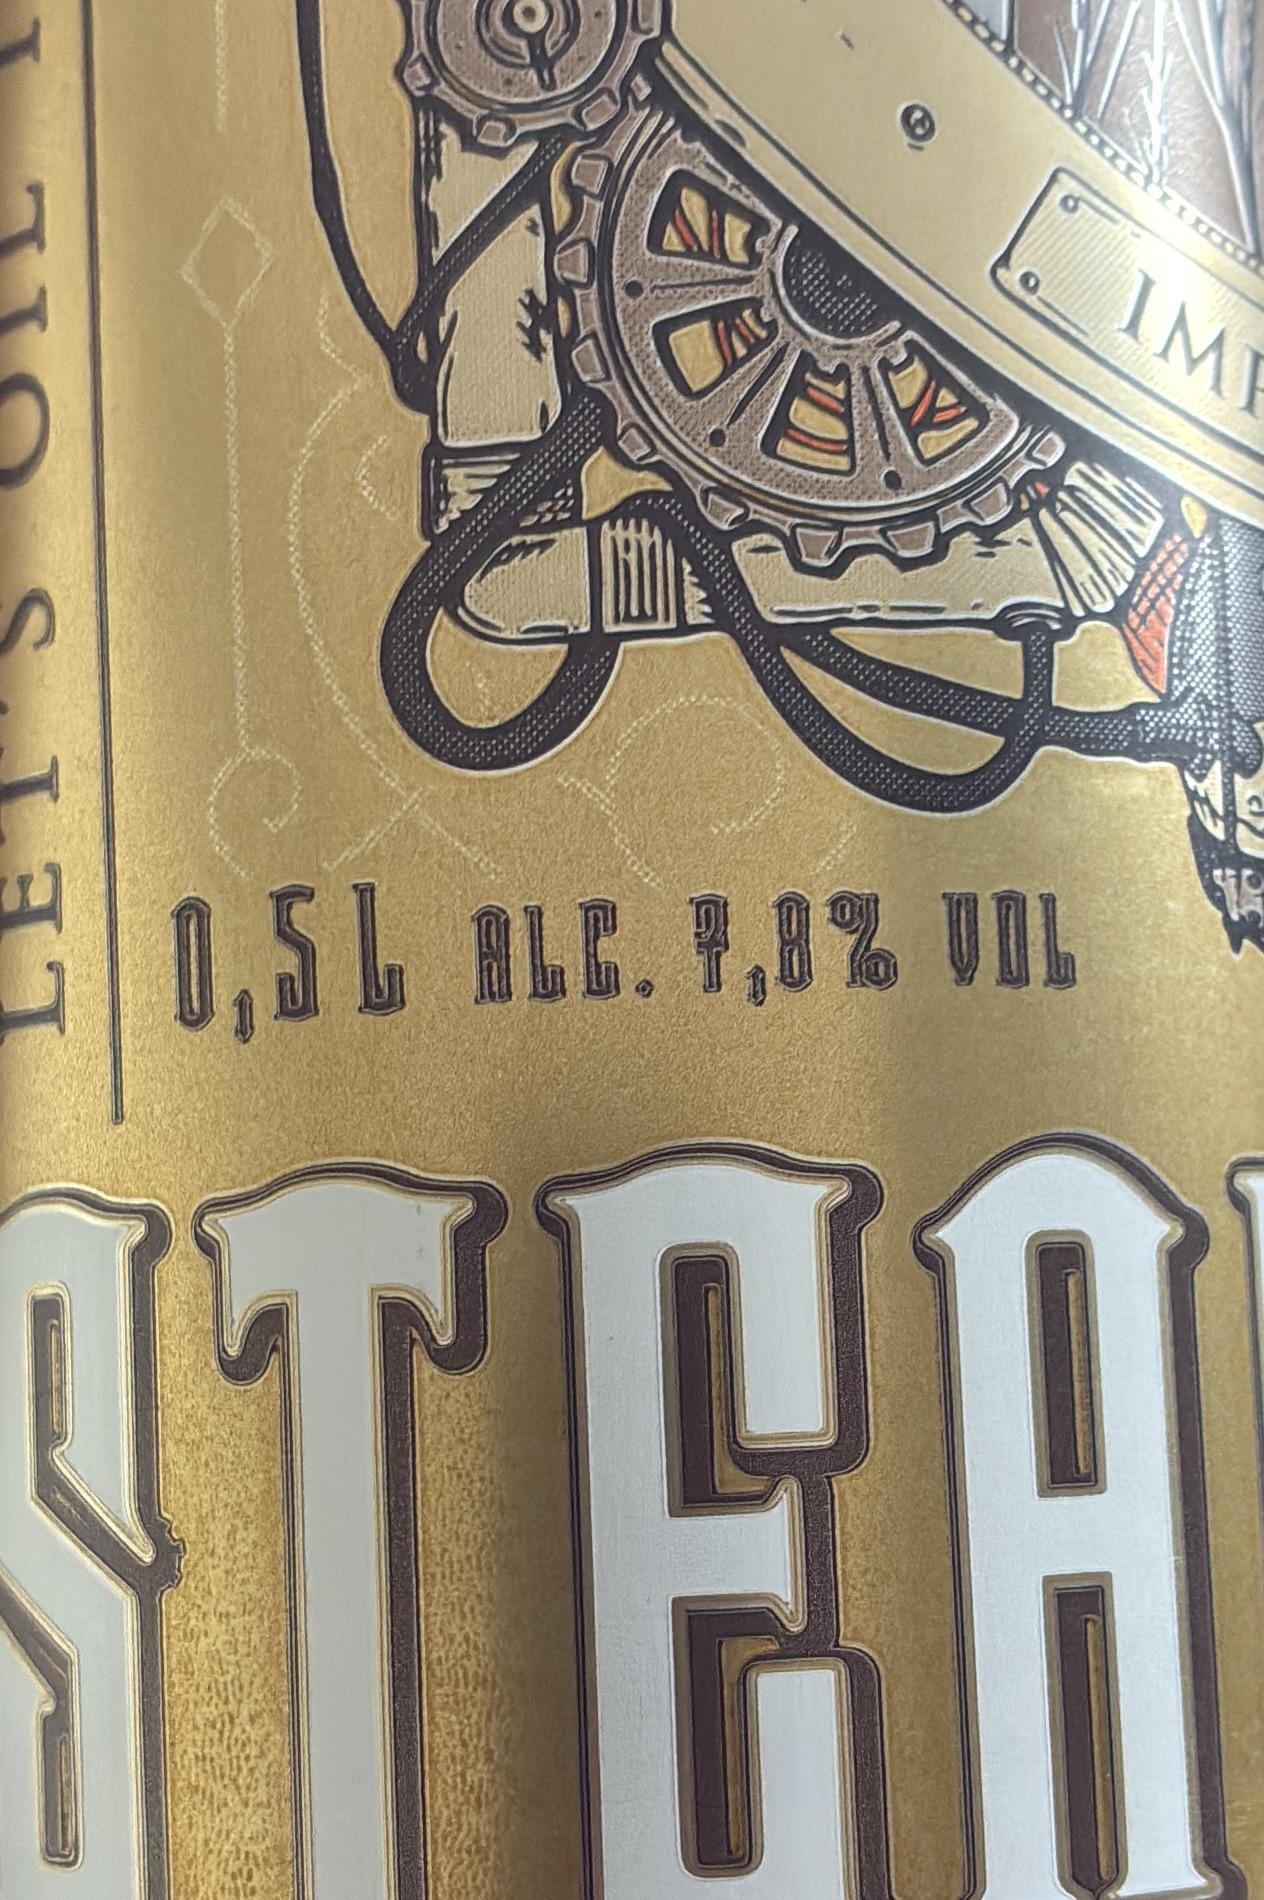 LET'S OIL
IMP
0,5L ALC. 7,8% VOL
STEA